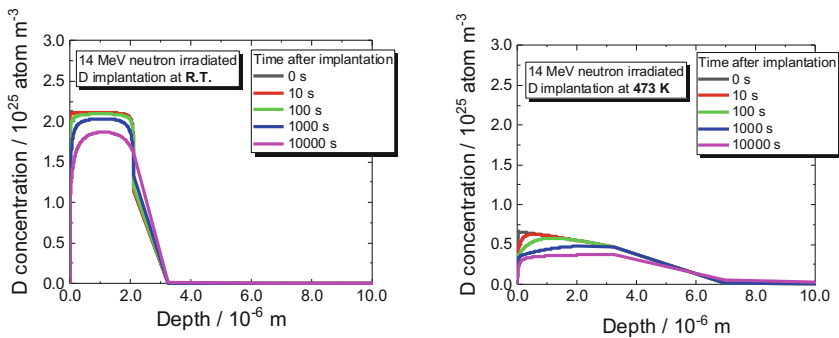 14 MeV neutron irradiated
D implantation at R.T.
Time after implantation
0 s
10 s
100 s
1000 s
10000 s
3.0
2.5
2.0
1.5
1.0
0.5
0.0
D concentration / 10^25 atom m^-3
0.0 2.0 4.0 6.0 8.0 10.0
Depth / 10^-6 m
14 MeV neutron irradiated
D implantation at 473 K
Time after implantation
0 s
10 s
100 s
1000 s
10000 s
3.0
2.5
2.0
1.5
1.0
0.5
0.0
D concentration / 10^25 atom m^-3
0.0 2.0 4.0 6.0 8.0 10.0
Depth / 10^-6 m